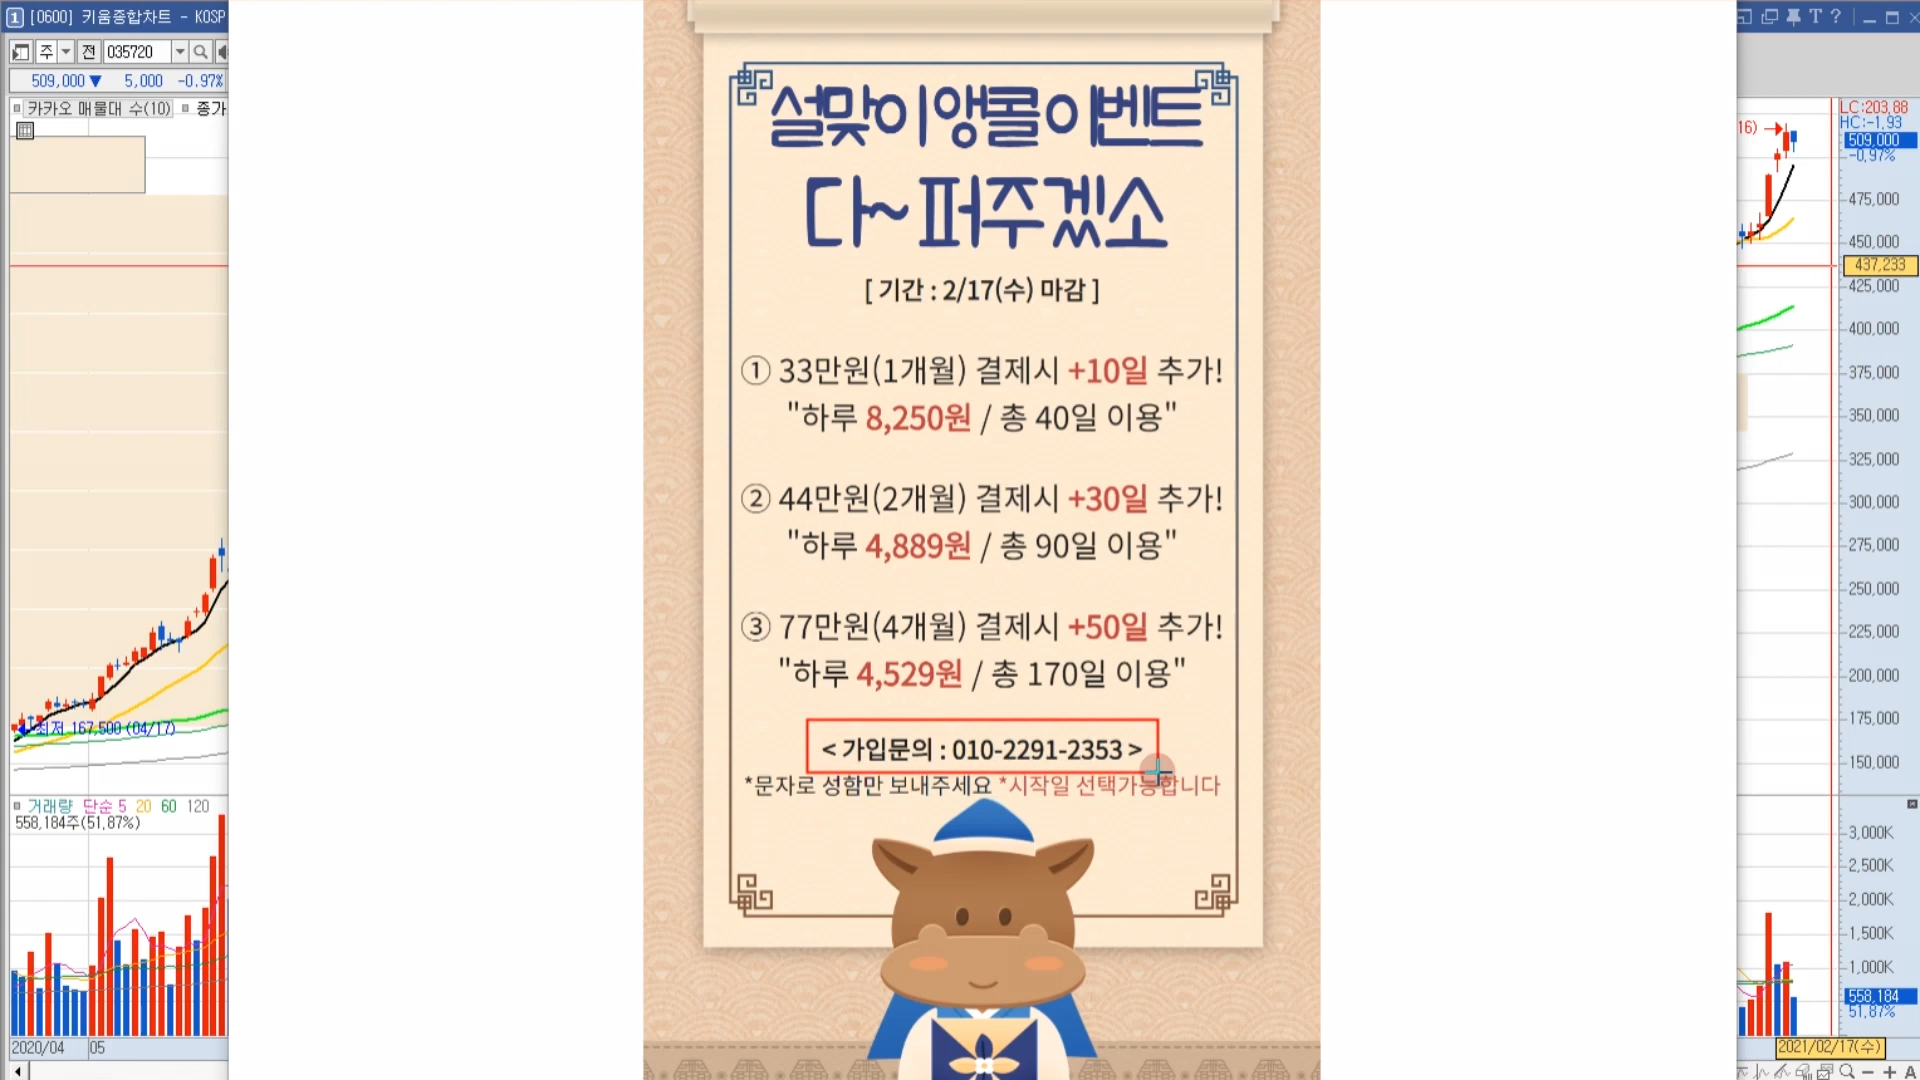 1 [0600] 키움종합차트 - KOSP
주 전 035720
509,000 ▼ 5,000 -0.97%
카카오 매물대 수(10) 종가
최저 167,500 (04/17)
거래량 단순 5 20 60 120
558,184주(51,87%)
2020/04 05
설맞이 앵콜 이벤트
다~ 퍼주겠소
[ 기간 : 2/17(수) 마감 ]
① 33만원(1개월) 결제시 +10일 추가!
"하루 8,250원 / 총 40일 이용"
② 44만원(2개월) 결제시 +30일 추가!
"하루 4,889원 / 총 90일 이용"
③ 77만원(4개월) 결제시 +50일 추가!
"하루 4,529원 / 총 170일 이용"
< 가입문의 : 010-2291-2353 >
*문자로 성함만 보내주세요 *시작일 선택가능합니다
T ?
LC:203,88
HC:-1,93
16)
509,000
-0,97%
475,000
450,000
437,233
425,000
400,000
375,000
350,000
325,000
300,000
275,000
250,000
225,000
200,000
175,000
150,000
3,000K
2,500K
2,000K
1,500K
1,000K
558,184
51,87%
2021/02/17(수)
A